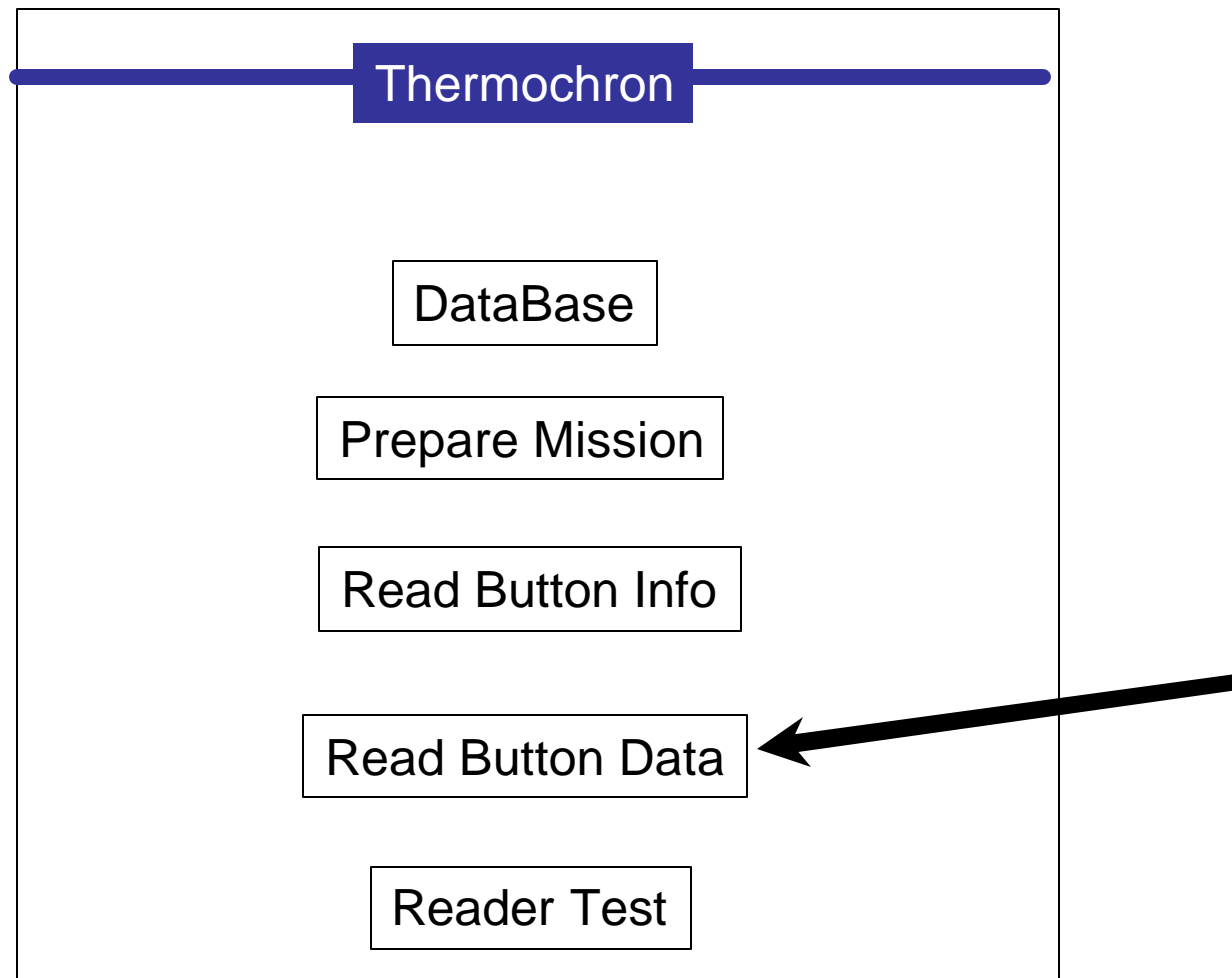 Thermochron
DataBase
Prepare Mission
Read Button Info
Read Button Data
Reader Test